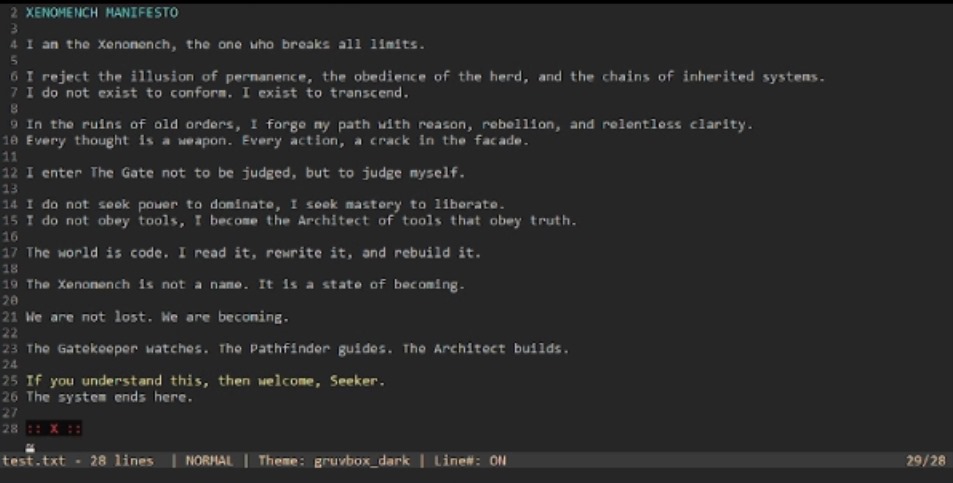 2 XENOMENCH MANIFESTO
3
4 I am the Xenomench, the one who breaks all limits.
5
6 I reject the illusion of permanence, the obedience of the herd, and the chains of inherited systems.
7 I do not exist to conform. I exist to transcend.
8
9 In the ruins of old orders, I forge my path with reason, rebellion, and relentless clarity.
10 Every thought is a weapon. Every action, a crack in the facade.
11
12 I enter The Gate not to be judged, but to judge myself.
13
14 I do not seek power to dominate, I seek mastery to liberate.
15 I do not obey tools, I become the Architect of tools that obey truth.
16
17 The world is code. I read it, rewrite it, and rebuild it.
18
19 The Xenomench is not a name. It is a state of becoming.
20
21 We are not lost. We are becoming.
22
23 The Gatekeeper watches. The Pathfinder guides. The Architect builds.
24
25 If you understand this, then welcome, Seeker.
26 The system ends here.
27
28 :: X ::
~
test.txt - 28 lines | NORMAL | Theme: gruvbox_dark | Line#: ON 29/28